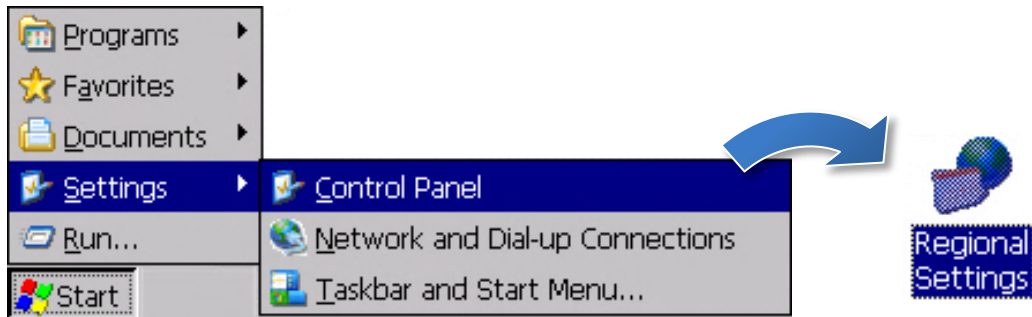 Programs
Favorites
Documents
Settings
Run...
Start
Control Panel
Network and Dial-up Connections
Taskbar and Start Menu...
Regional
Settings